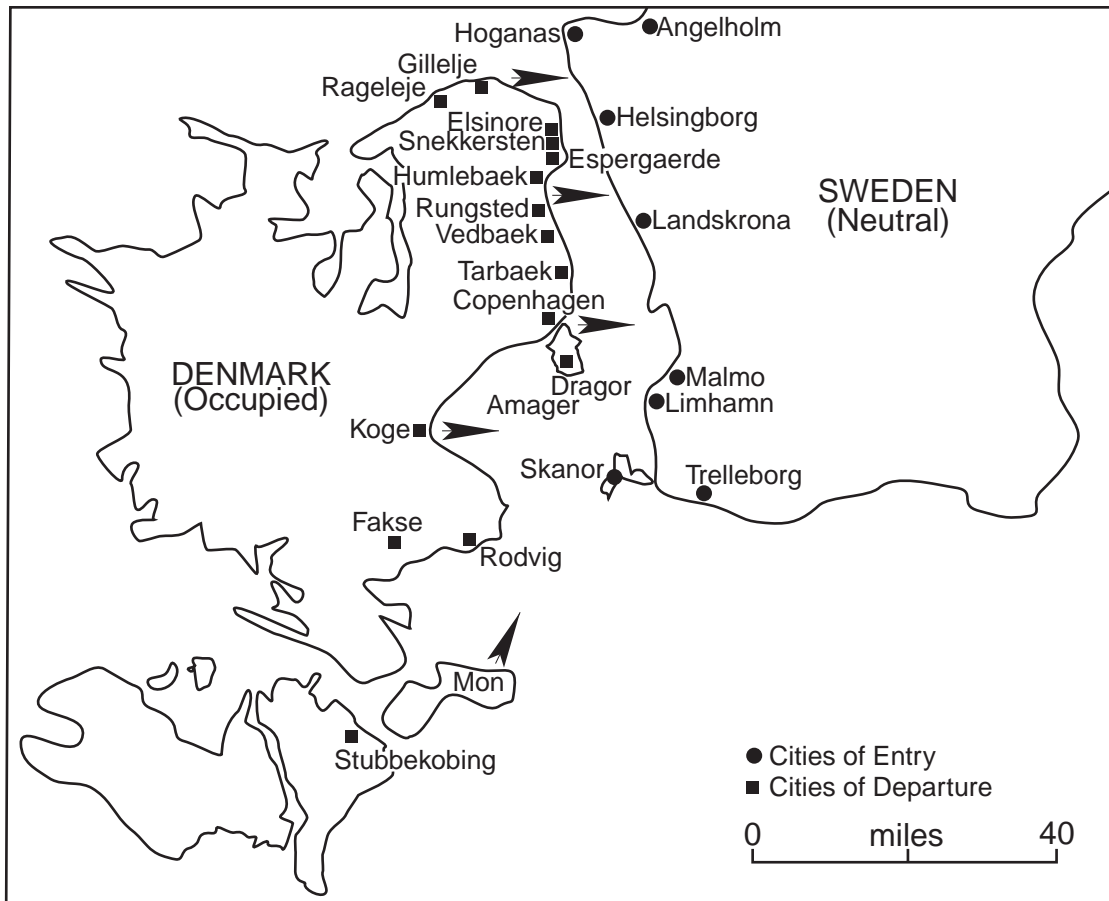 Hoganas
Angelholm
Gillelje
Rageleje
Elsinore
Helsingborg
Snekkersten
Espergaerde
Humlebaek
SWEDEN
(Neutral)
Rungsted
Landskrona
Vedbaek
Tarbaek
Copenhagen
DENMARK
(Occupied)
Dragor
Malmo
Amager
Limhamn
Koge
Skanor
Trelleborg
Fakse
Rodvig
Mon
Stubbekobing
Cities of Entry
Cities of Departure
0 miles 40